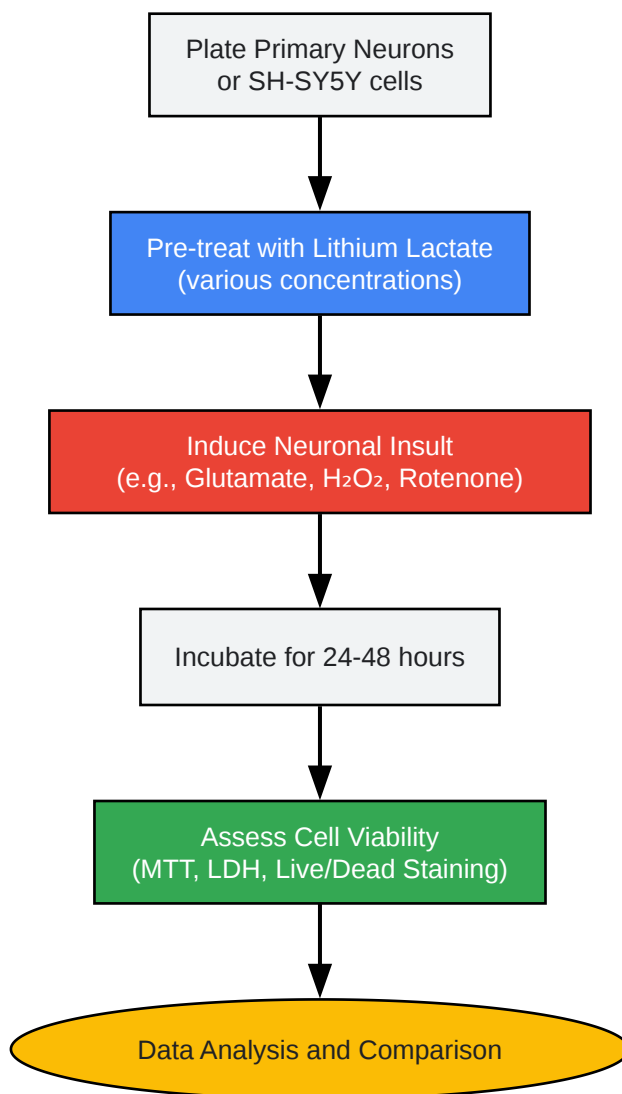 Plate Primary Neurons
or SH-SY5Y cells
Pre-treat with Lithium Lactate
(various concentrations)
Induce Neuronal Insult
(e.g., Glutamate, H₂O₂, Rotenone)
Incubate for 24-48 hours
Assess Cell Viability
(MTT, LDH, Live/Dead Staining)
Data Analysis and Comparison